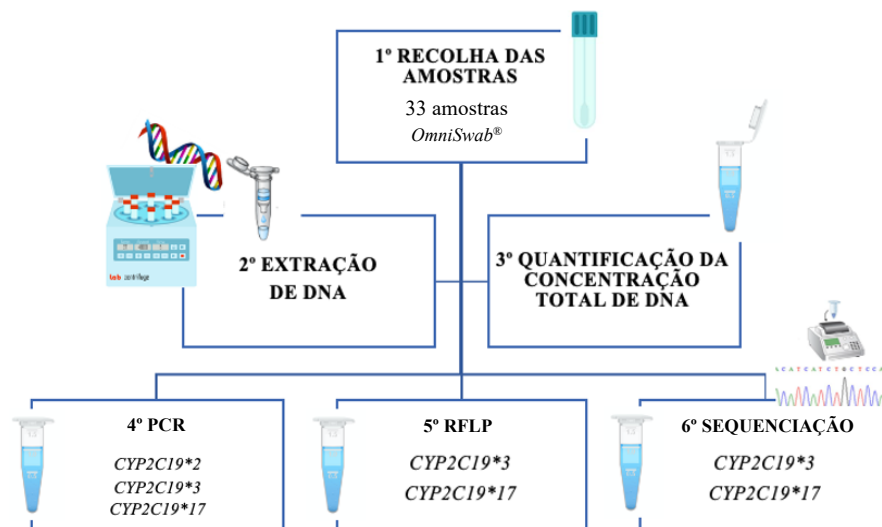 1º RECOLHA DAS
AMOSTRAS
33 amostras
OmniSwab®
2º EXTRAÇÃO
DE DNA
lab centrifuge
3º QUANTIFICAÇÃO DA
CONCENTRAÇÃO
TOTAL DE DNA
A C A T C A T C T G C T C C A
4º PCR
CYP2C19*2
CYP2C19*3
CYP2C19*17
5º RFLP
CYP2C19*3
CYP2C19*17
6º SEQUENCIAÇÃO
CYP2C19*3
CYP2C19*17